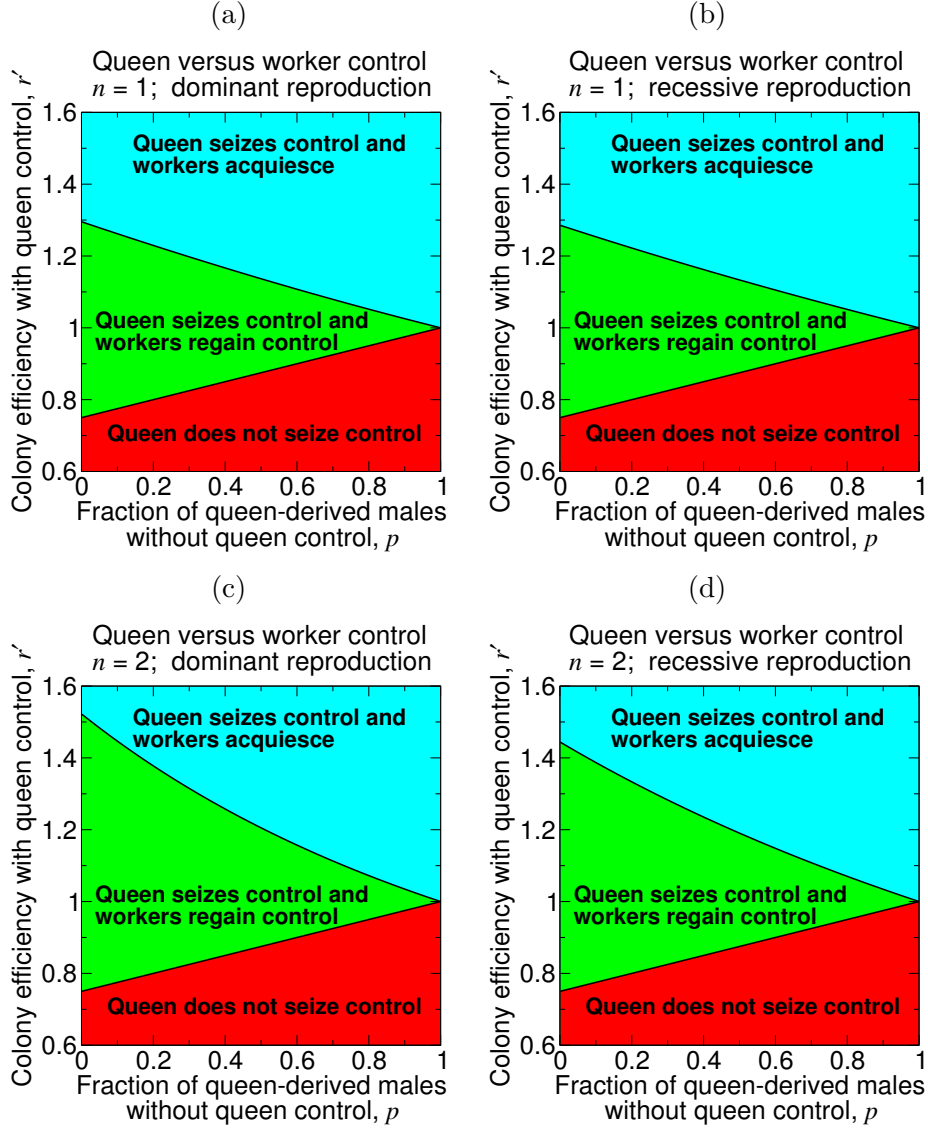 (a)
Queen versus worker control
n = 1; dominant reproduction
Colony efficiency with queen control, r′
1.6
1.4
1.2
1
0.8
0.6
Queen seizes control and
workers acquiesce
Queen seizes control and
workers regain control
Queen does not seize control
0 0.2 0.4 0.6 0.8 1
Fraction of queen-derived males
without queen control, p
(b)
Queen versus worker control
n = 1; recessive reproduction
Colony efficiency with queen control, r′
1.6
1.4
1.2
1
0.8
0.6
Queen seizes control and
workers acquiesce
Queen seizes control and
workers regain control
Queen does not seize control
0 0.2 0.4 0.6 0.8 1
Fraction of queen-derived males
without queen control, p
(c)
Queen versus worker control
n = 2; dominant reproduction
Colony efficiency with queen control, r′
1.6
1.4
1.2
1
0.8
0.6
Queen seizes control and
workers acquiesce
Queen seizes control and
workers regain control
Queen does not seize control
0 0.2 0.4 0.6 0.8 1
Fraction of queen-derived males
without queen control, p
(d)
Queen versus worker control
n = 2; recessive reproduction
Colony efficiency with queen control, r′
1.6
1.4
1.2
1
0.8
0.6
Queen seizes control and
workers acquiesce
Queen seizes control and
workers regain control
Queen does not seize control
0 0.2 0.4 0.6 0.8 1
Fraction of queen-derived males
without queen control, p